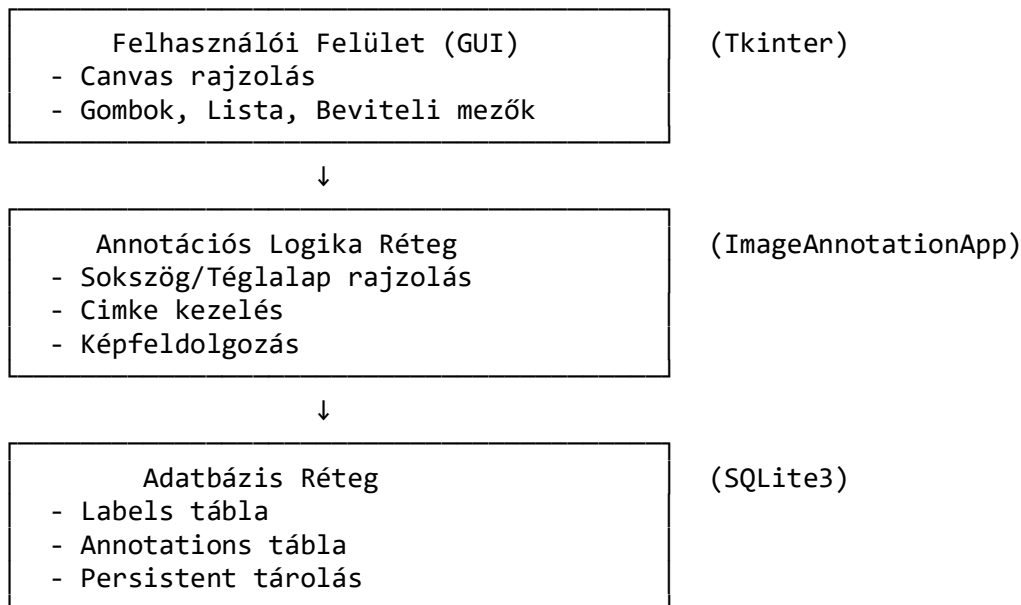 Felhasználói Felület (GUI) (Tkinter)
- Canvas rajzolás
- Gombok, Lista, Beviteli mezők
↓
Annotációs Logika Réteg (ImageAnnotationApp)
- Sokszög/Téglalap rajzolás
- Cimke kezelés
- Képfeldolgozás
↓
Adatbázis Réteg (SQLite3)
- Labels tábla
- Annotations tábla
- Persistent tárolás